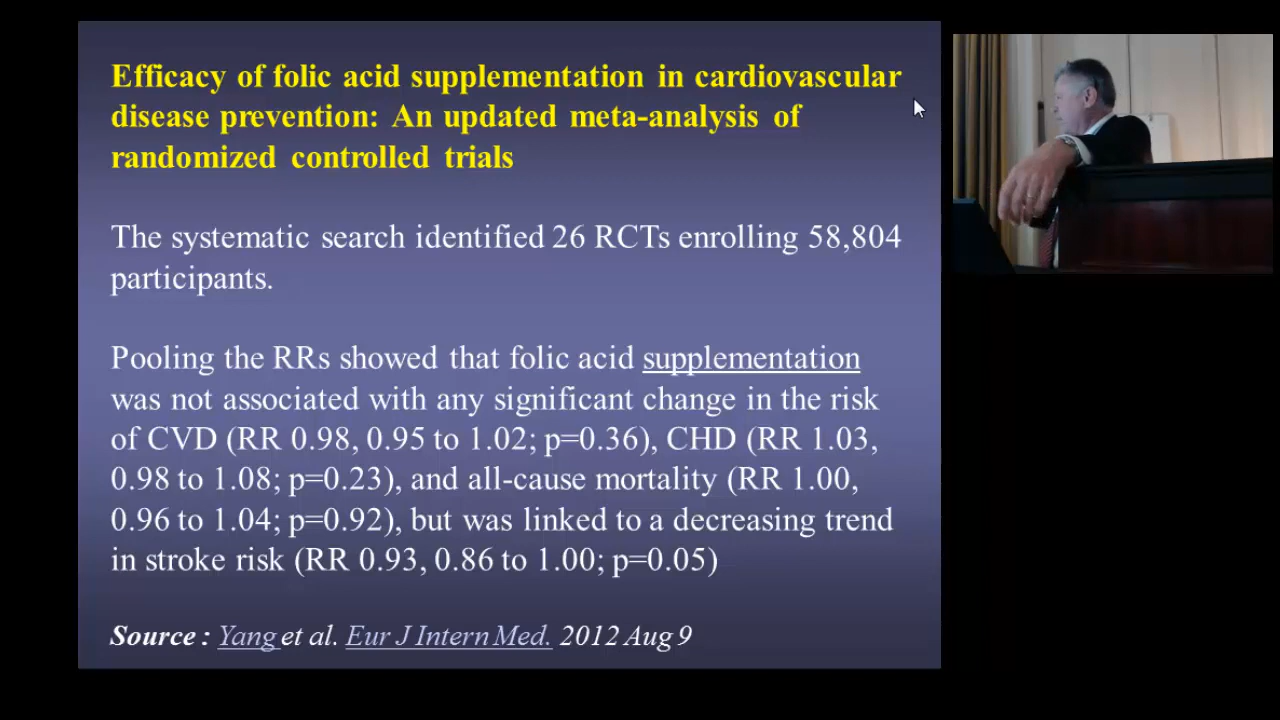 Efficacy of folic acid supplementation in cardiovascular
disease prevention: An updated meta-analysis of
randomized controlled trials
The systematic search identified 26 RCTs enrolling 58,804
participants.
Pooling the RRs showed that folic acid supplementation
was not associated with any significant change in the risk
of CVD (RR 0.98, 0.95 to 1.02; p=0.36), CHD (RR 1.03,
0.98 to 1.08; p=0.23), and all-cause mortality (RR 1.00,
0.96 to 1.04; p=0.92), but was linked to a decreasing trend
in stroke risk (RR 0.93, 0.86 to 1.00; p=0.05)
Source : Yang et al. Eur J Intern Med. 2012 Aug 9